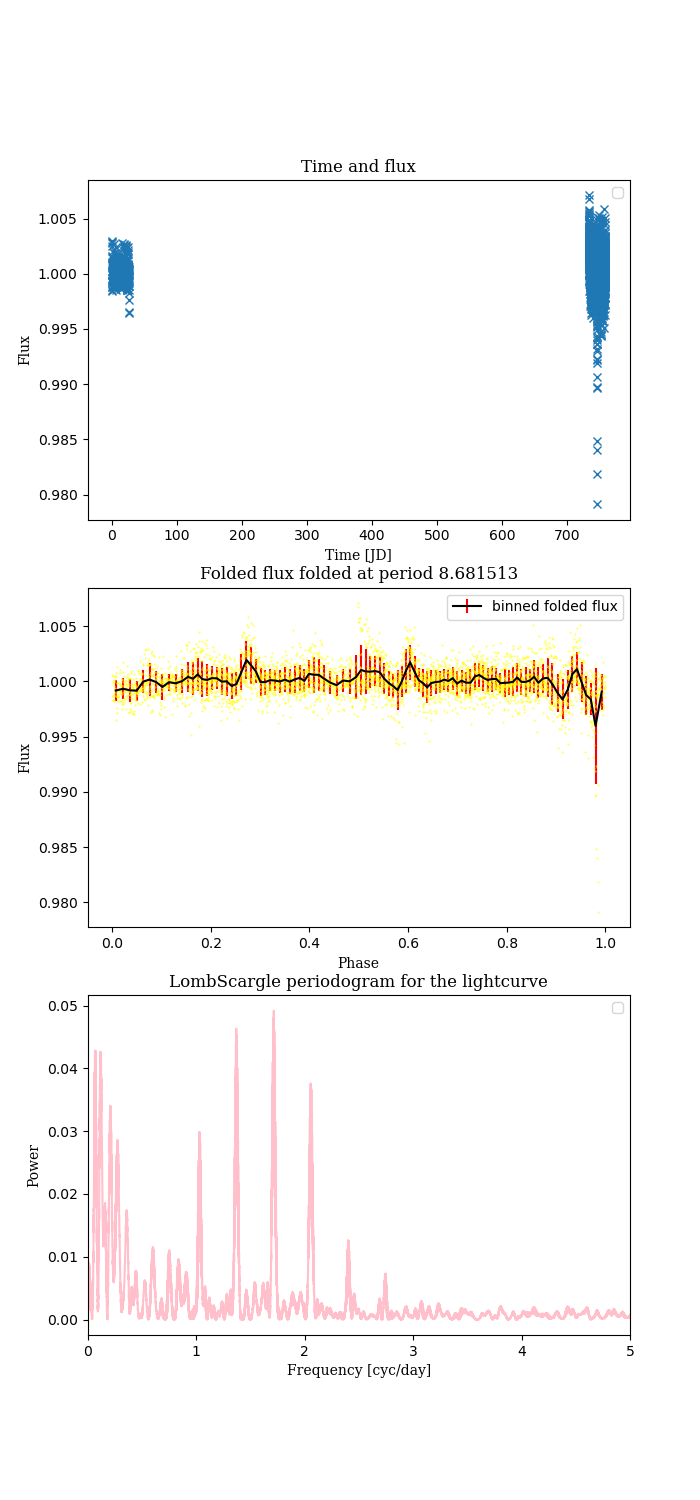 Time and flux
1.005
1.000
0.995
0.990
0.985
0.980
Flux
0 100 200 300 400 500 600 700
Time [JD]
Folded flux folded at period 8.681513
binned folded flux
1.005
1.000
0.995
0.990
0.985
0.980
Flux
0.0 0.2 0.4 0.6 0.8 1.0
Phase
LombScargle periodogram for the lightcurve
0.05
0.04
0.03
0.02
0.01
0.00
Power
0 1 2 3 4 5
Frequency [cyc/day]